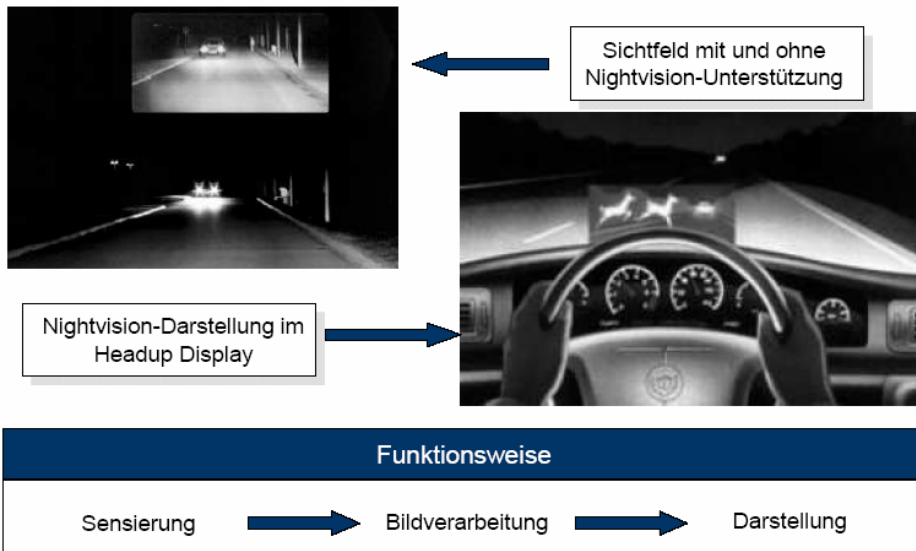 Sichtfeld mit und ohne
Nightvision-Unterstützung
Nightvision-Darstellung im
Headup Display
Funktionsweise
Sensierung
Bildverarbeitung
Darstellung